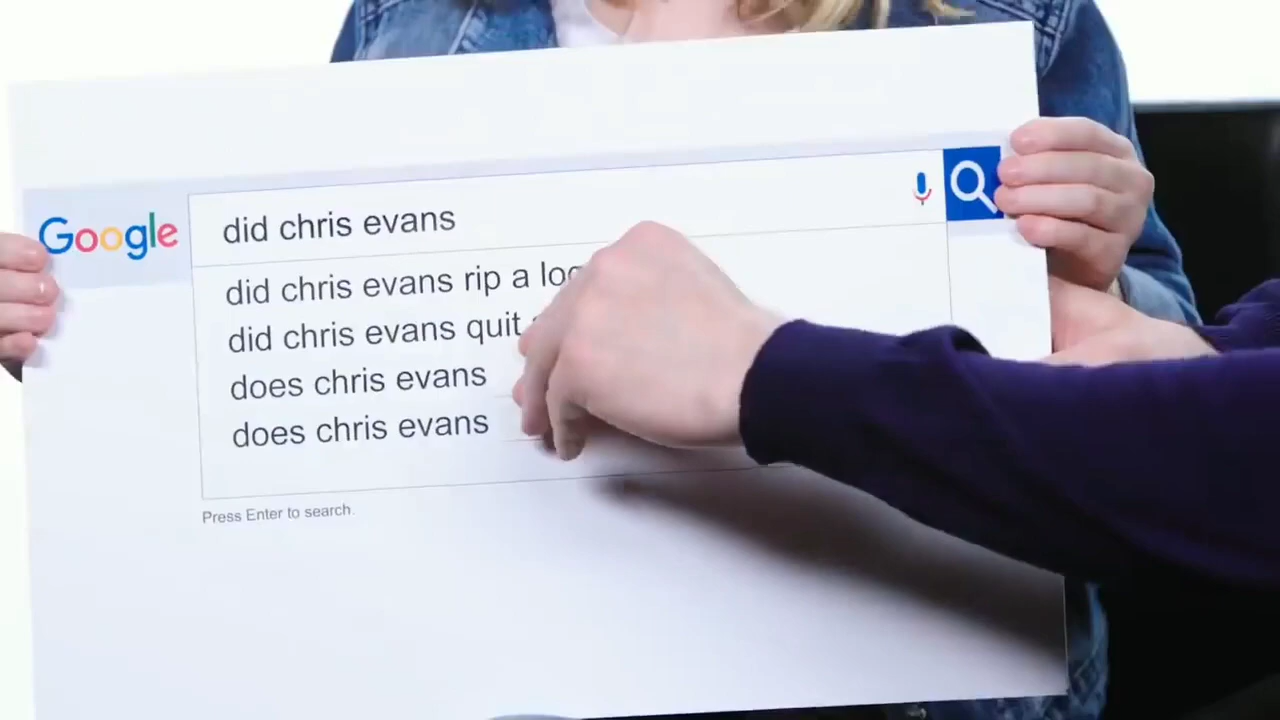 Google
did chris evans
did chris evans rip a
did chris evans quit
does chris evans
does chris evans
Press Enter to search.